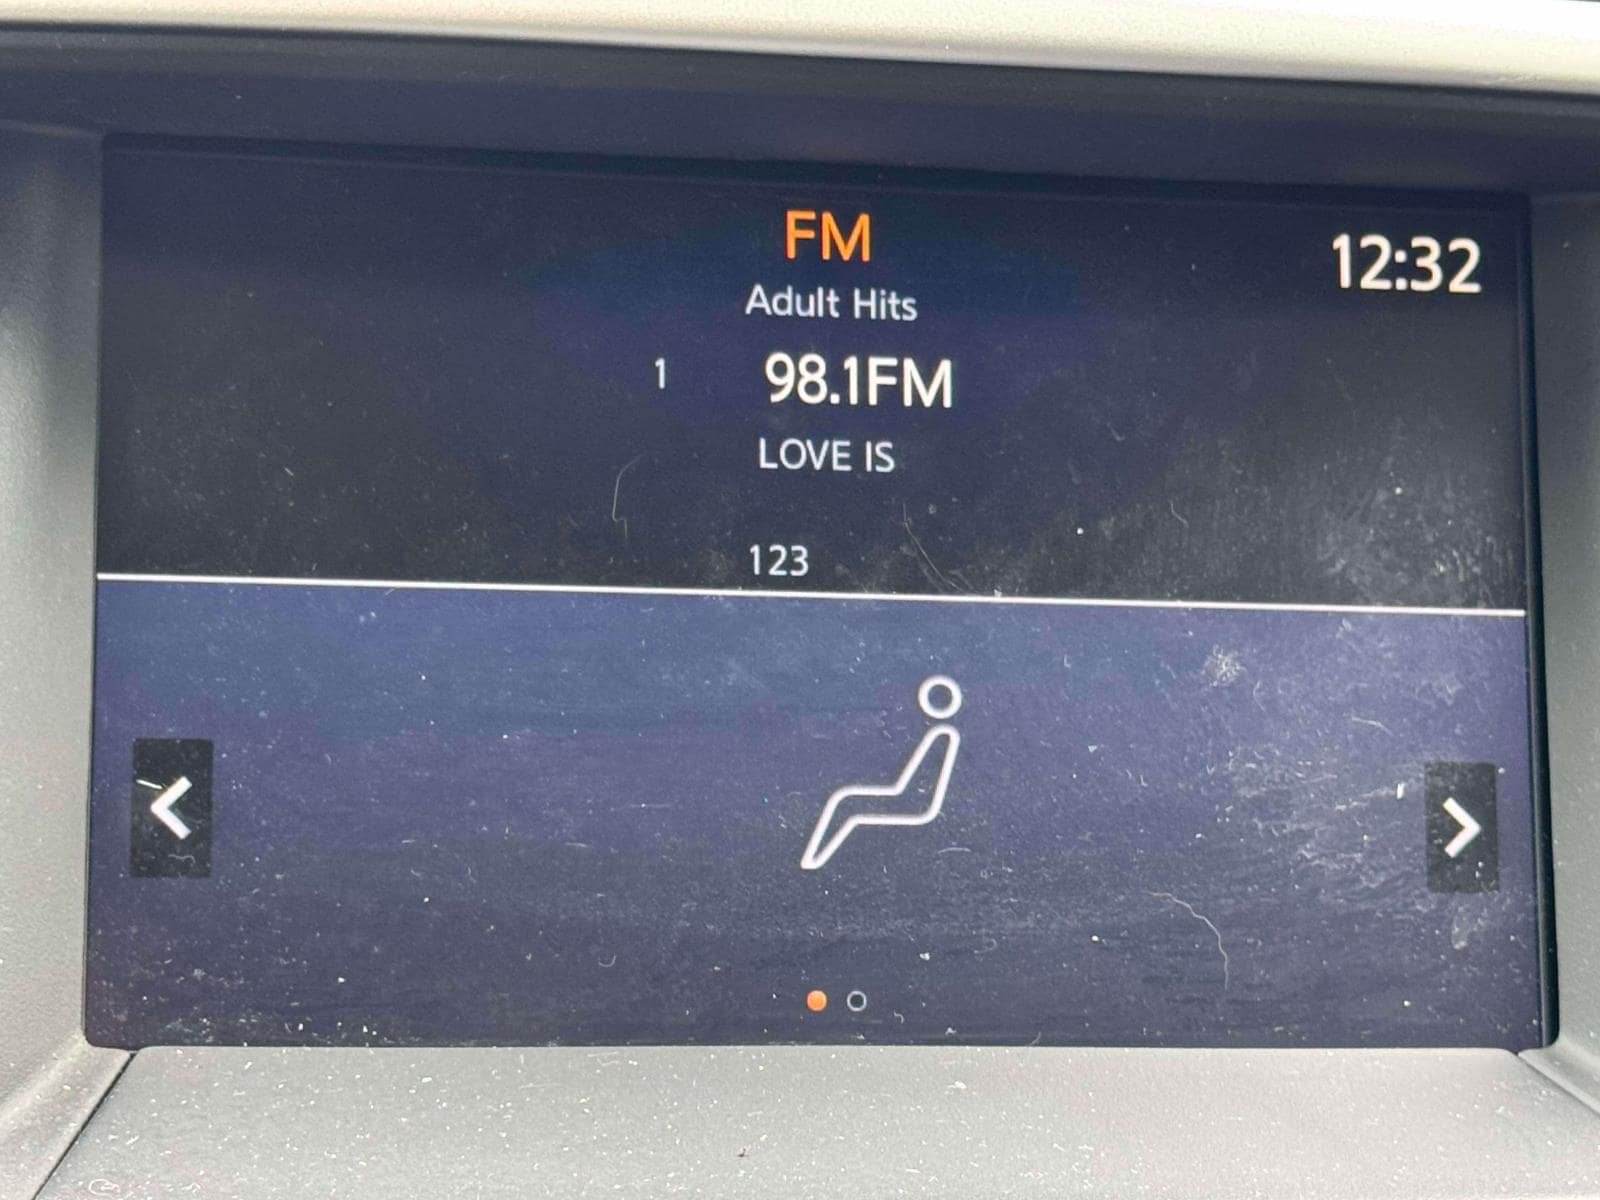 FM
12:32
Adult Hits
1 98.1FM
LOVE IS
123